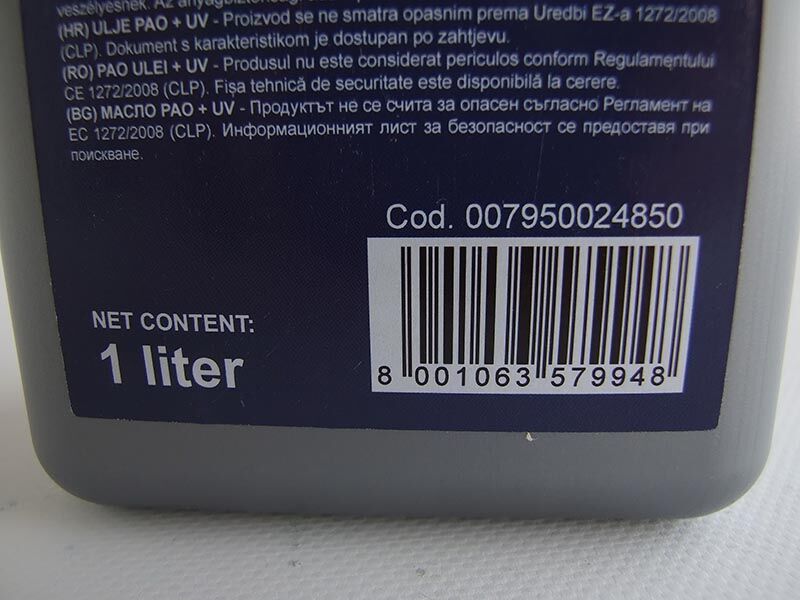 veszélyesnek. Az anyagbiztonsági
(HR) ULJE PAO + UV - Proizvod se ne smatra opasnim prema Uredbi EZ-a 1272/2008
(CLP). Dokument s karakteristikom je dostupan po zahtjevu.
(RO) PAO ULEI + UV - Produsul nu este considerat periculos conform Regulamentului
CE 1272/2008 (CLP). Fișa tehnică de securitate este disponibilă la cerere.
(BG) МАСЛО PAO + UV - Продуктът не се счита за опасен съгласно Регламент на
ЕС 1272/2008 (CLP). Информационният лист за безопасност се предоставя при
поискване.
Cod. 007950024850
NET CONTENT:
1 liter
8 001063 579948